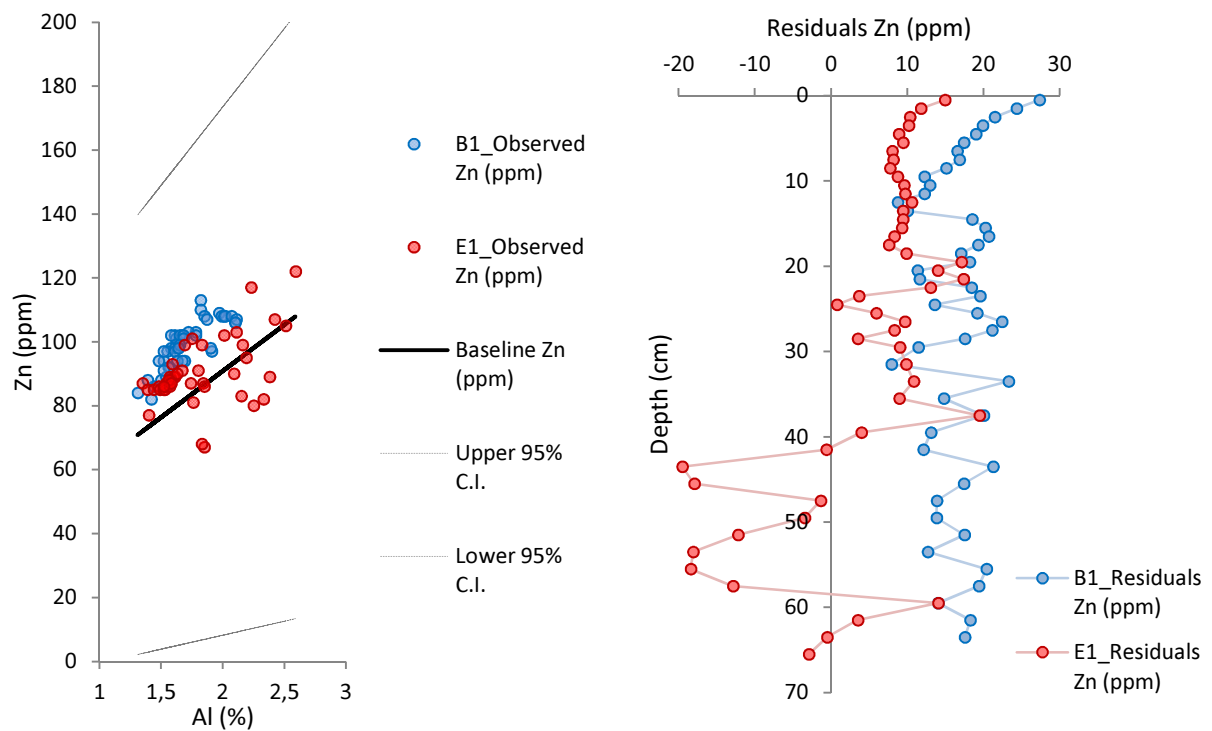 200
180
160
140
120
100
80
60
40
20
0
Zn (ppm)
1
1,5
2
2,5
3
Al (%)
B1_Observed
Zn (ppm)
E1_Observed
Zn (ppm)
Baseline Zn
(ppm)
Upper 95%
C.I.
Lower 95%
C.I.
Residuals Zn (ppm)
-20
-10
0
10
20
30
0
10
20
30
40
50
60
70
Depth (cm)
B1_Residuals
Zn (ppm)
E1_Residuals
Zn (ppm)